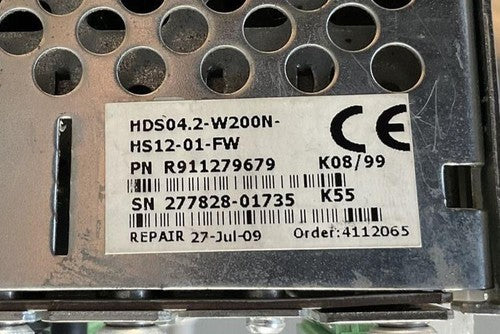 HDS04.2-W200N-
HS12-01-FW
CE
PN R911279679 K08/99
SN 277828-01735 K55
REPAIR 27-Jul-09 Order:4112065